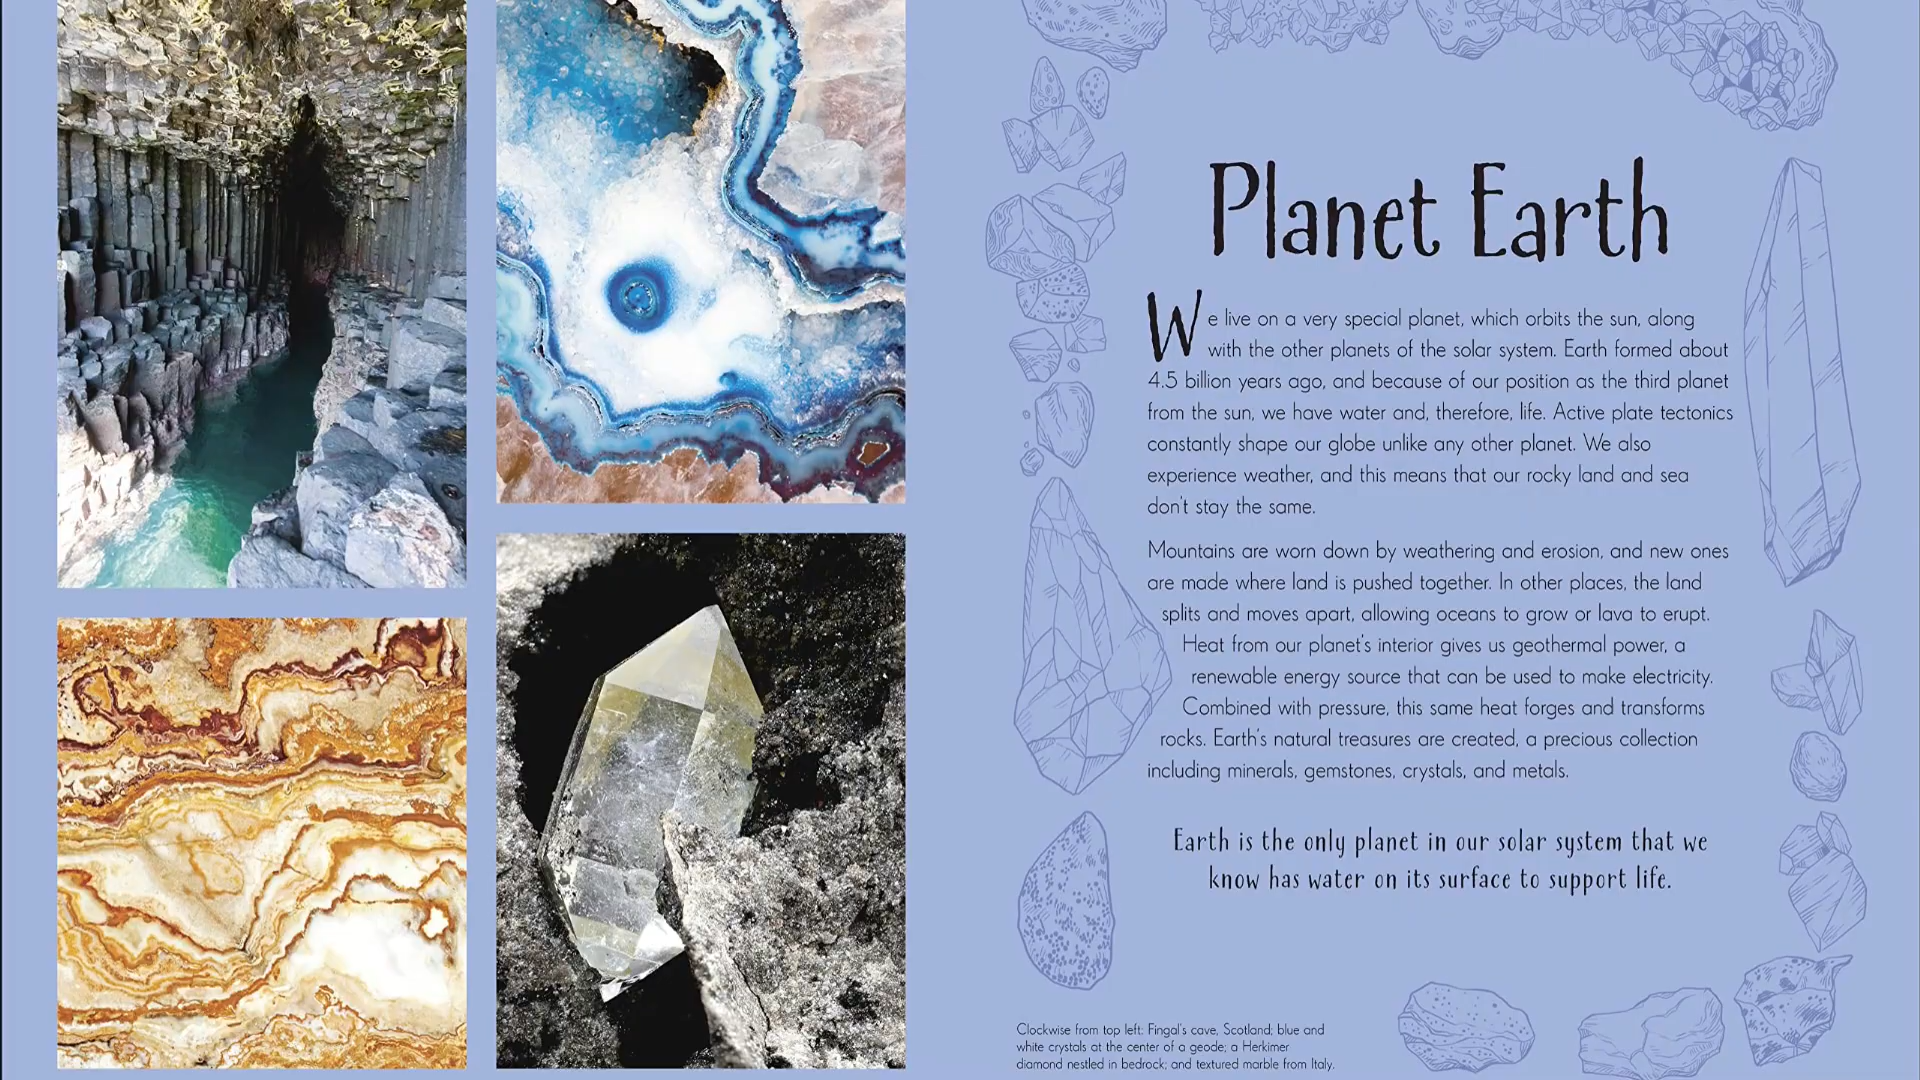 Planet Earth
We live on a very special planet, which orbits the sun, along
with the other planets of the solar system. Earth formed about
4.5 billion years ago, and because of our position as the third planet
from the sun, we have water and, therefore, life. Active plate tectonics
constantly shape our globe unlike any other planet. We also
experience weather, and this means that our rocky land and sea
don't stay the same.
Mountains are worn down by weathering and erosion, and new ones
are made where land is pushed together. In other places, the land
splits and moves apart, allowing oceans to grow or lava to erupt.
Heat from our planet's interior gives us geothermal power, a
renewable energy source that can be used to make electricity.
Combined with pressure, this same heat forges and transforms
rocks. Earth's natural treasures are created, a precious collection
including minerals, gemstones, crystals, and metals.
Earth is the only planet in our solar system that we
know has water on its surface to support life.
Clockwise from top left: Fingal's cave, Scotland; blue and
white crystals at the center of a geode; a Herkimer
diamond nestled in bedrock; and textured marble from Italy.